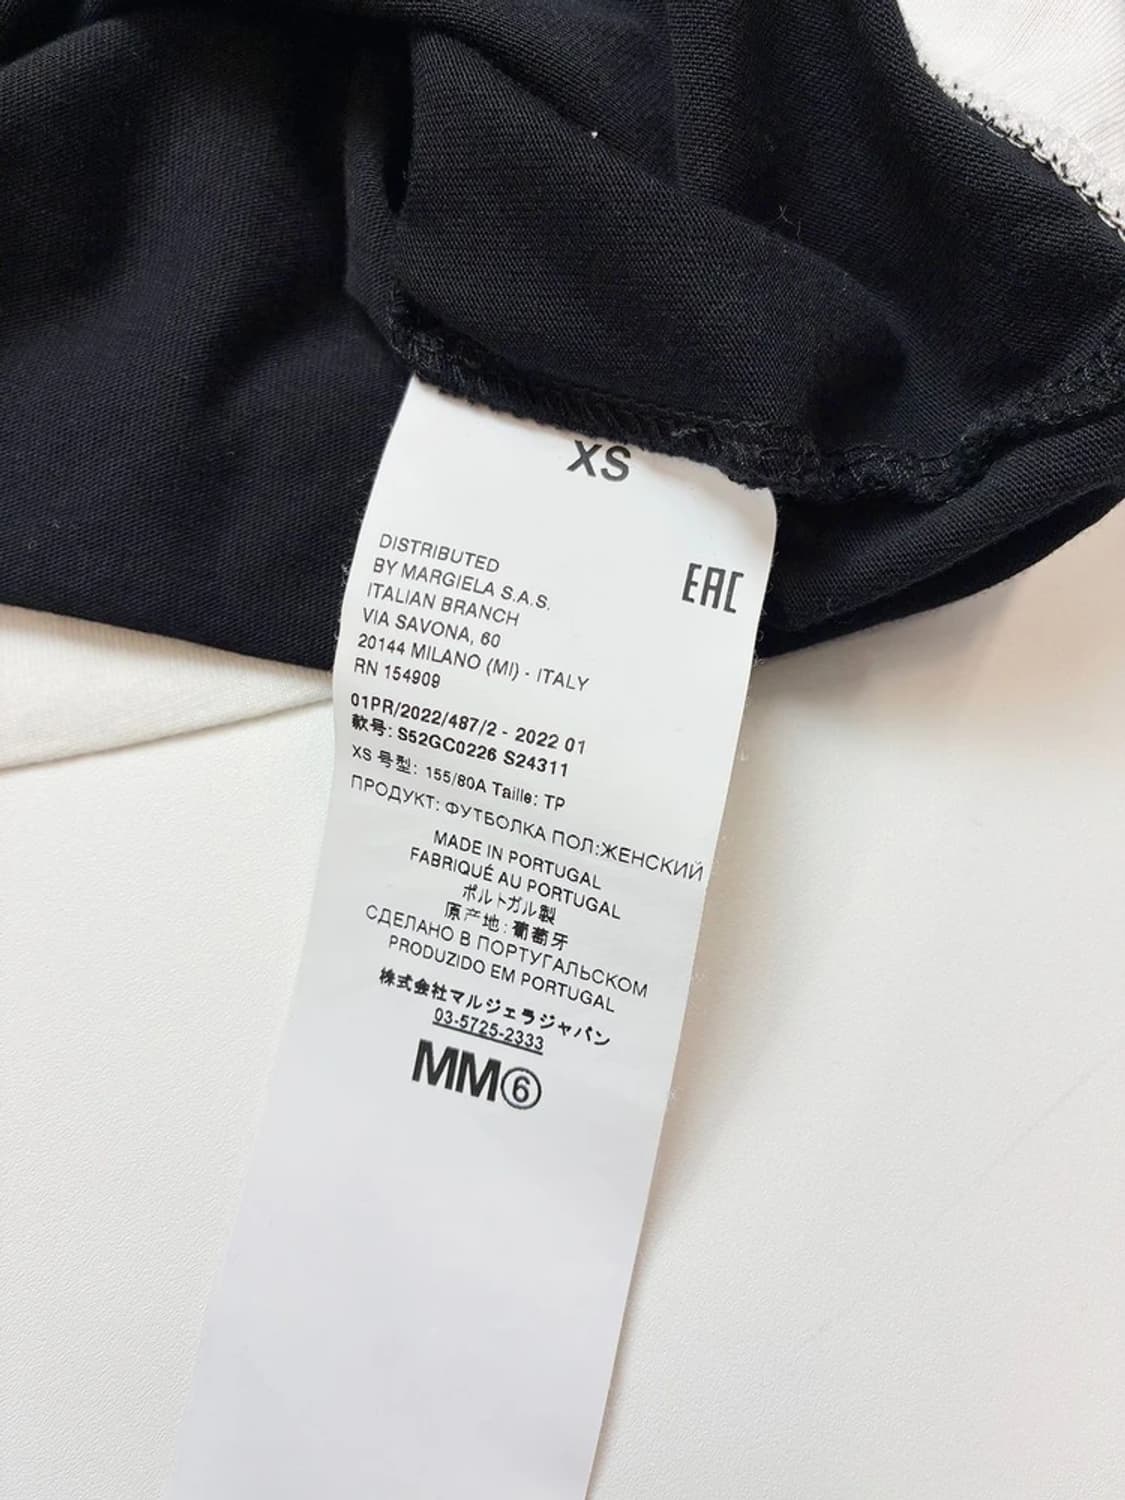 XS
EAC
DISTRIBUTED
BY MARGIELA S.A.S.
ITALIAN BRANCH
VIA SAVONA, 60
20144 MILANO (MI) - ITALY
RN 154909
01PR/2022/487/2 - 2022 01
款号: S52GC0226 S24311
XS 号型: 155/80A Taille: TP
ПРОДУКТ: ФУТБОЛКА ПОЛ:ЖЕНСКИЙ
MADE IN PORTUGAL
FABRIQUÉ AU PORTUGAL
ポルトガル製
原产地: 葡萄牙
СДЕЛАНО В ПОРТУГАЛЬСКОМ
PRODUZIDO EM PORTUGAL
株式会社マルジェラジャパン
03-5725-2333
MM⑥